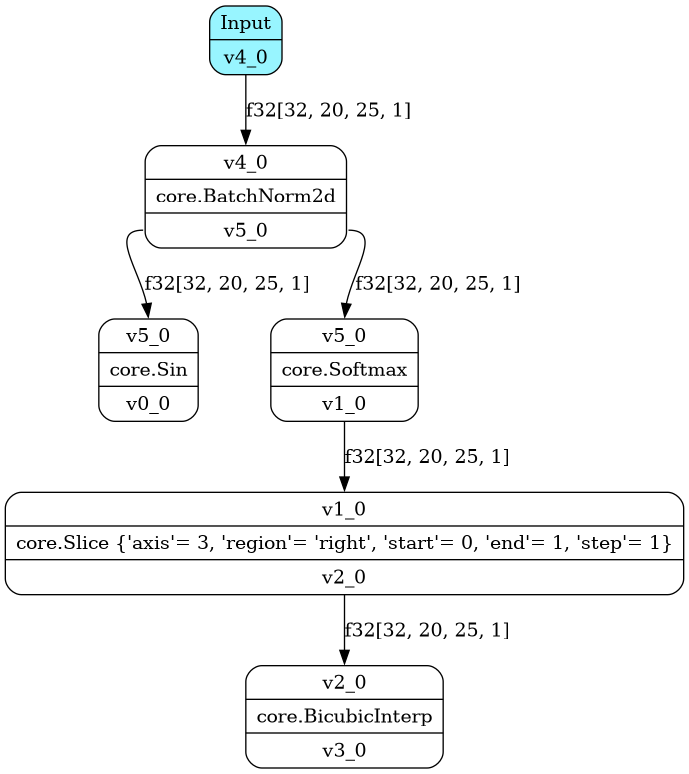 Input
v4_0
f32[32, 20, 25, 1]
v4_0
core.BatchNorm2d
v5_0
f32[32, 20, 25, 1]
f32[32, 20, 25, 1]
v5_0
core.Sin
v0_0
v5_0
core.Softmax
v1_0
f32[32, 20, 25, 1]
v1_0
core.Slice {'axis'= 3, 'region'= 'right', 'start'= 0, 'end'= 1, 'step'= 1}
v2_0
f32[32, 20, 25, 1]
v2_0
core.BicubicInterp
v3_0